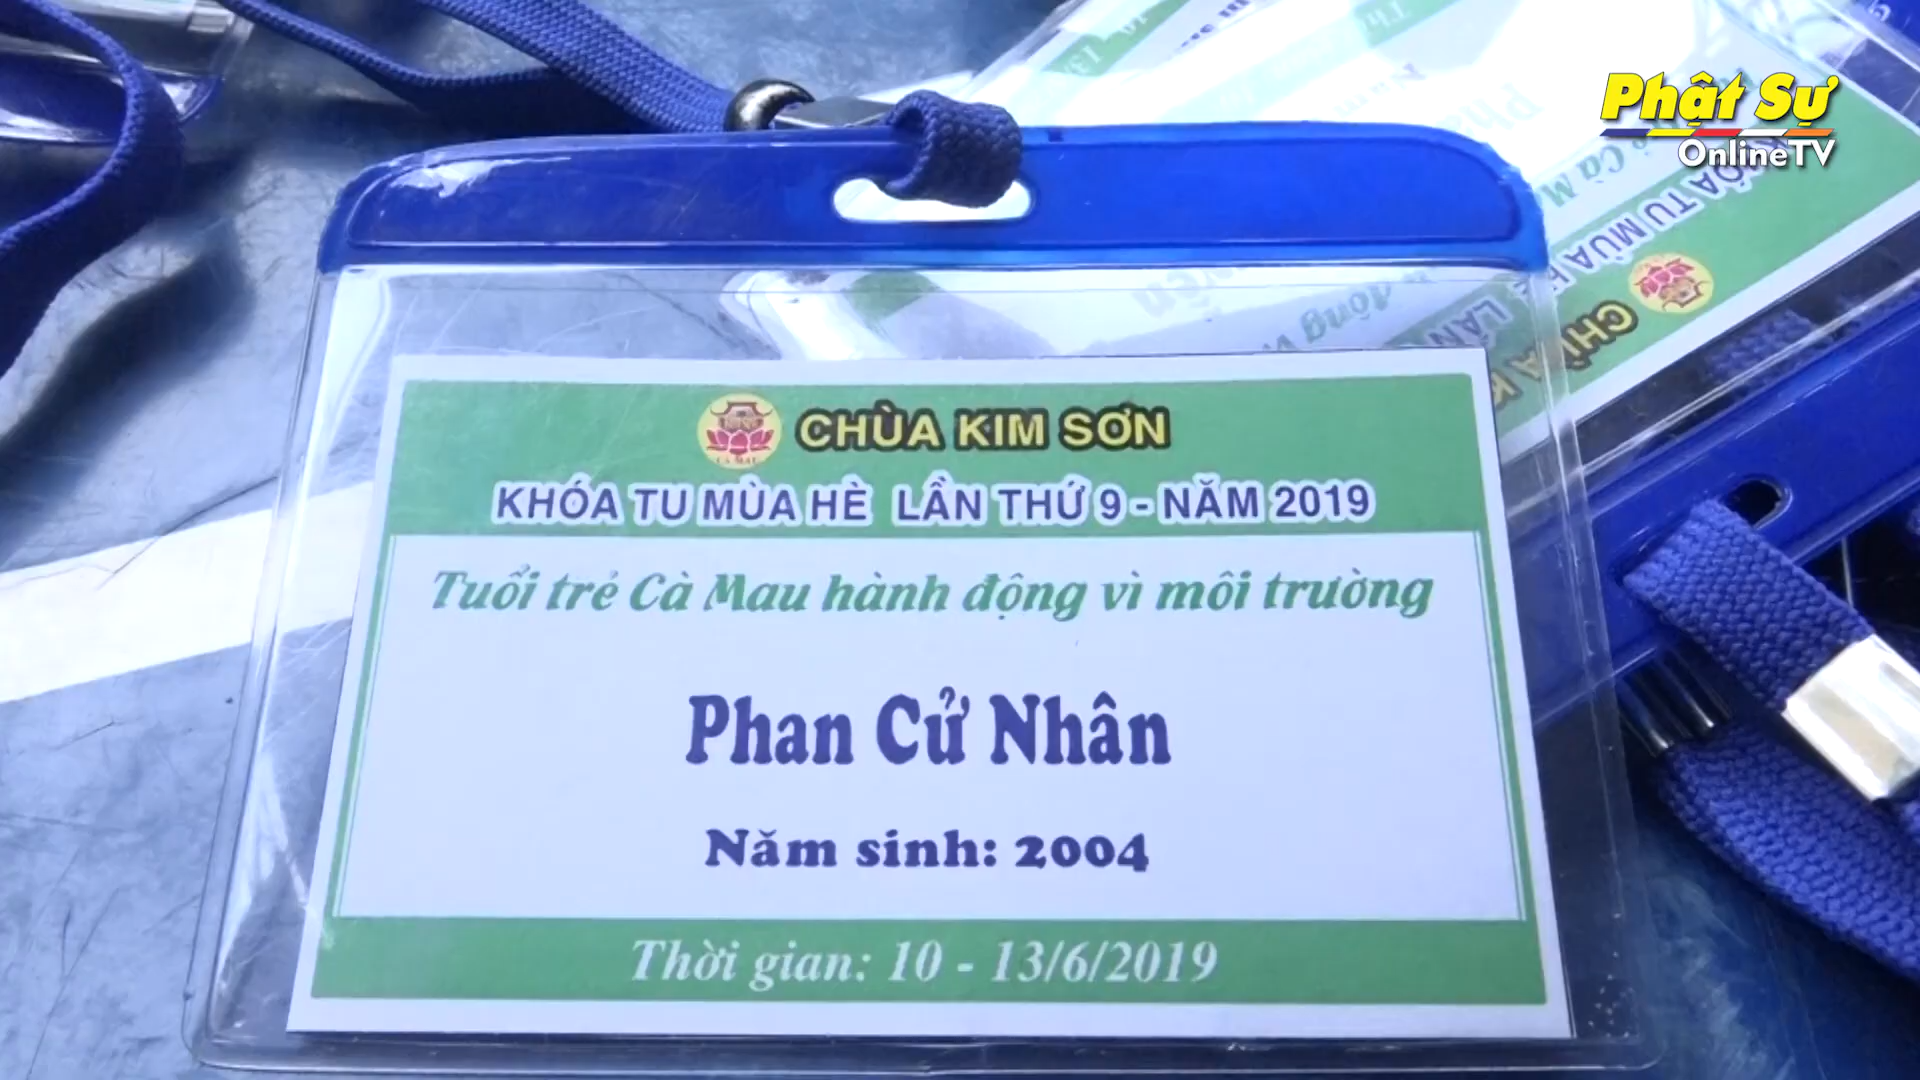 Phật Sự
OnlineTV
CHÙA KIM SƠN
KHÓA TU MÙA HÈ LẦN THỨ 9 - NĂM 2019
Tuổi trẻ Cà Mau hành động vì môi trường
Phan Cử Nhân
Năm sinh: 2004
Thời gian: 10 - 13/6/2019